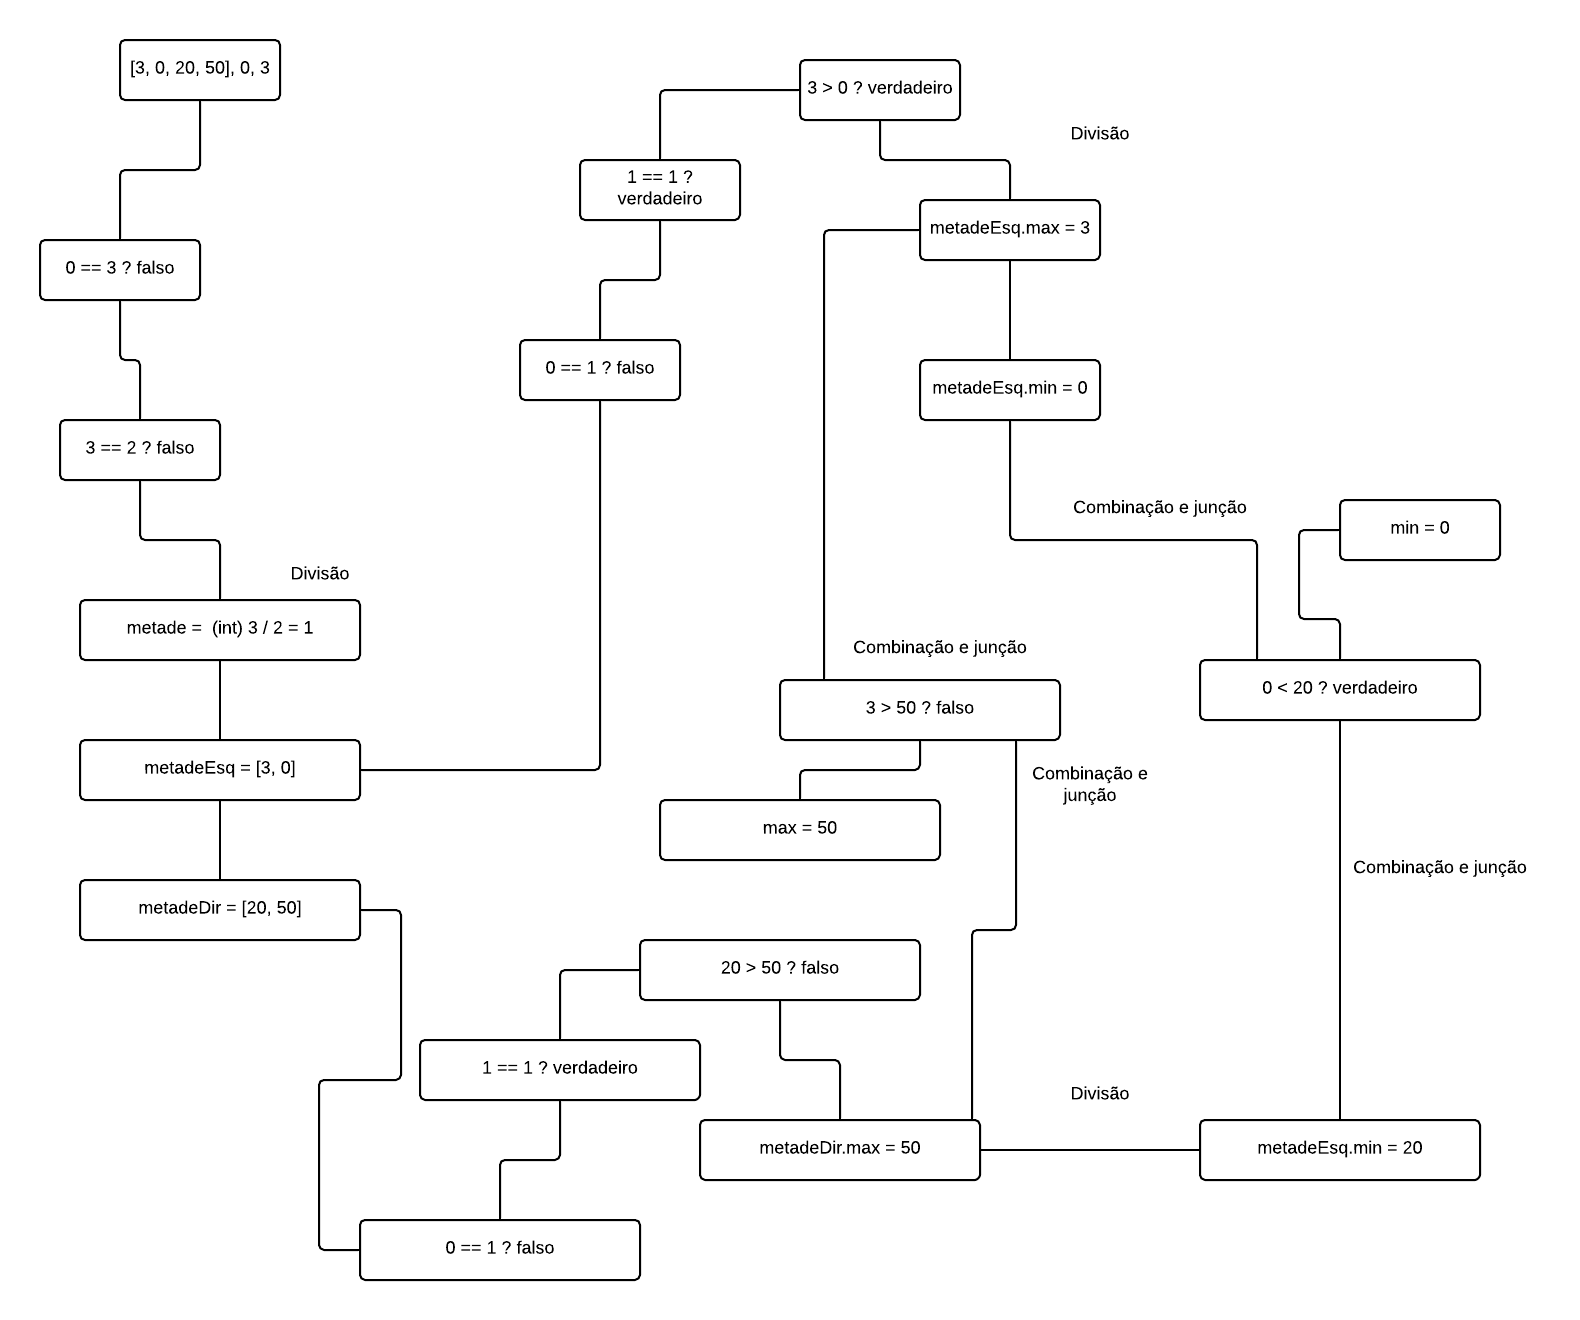 [3, 0, 20, 50], 0, 3
0 == 3 ? falso
3 == 2 ? falso
Divisão
metade =  (int) 3 / 2 = 1
metadeEsq = [3, 0]
metadeDir = [20, 50]
0 == 1 ? falso
1 == 1 ?
verdadeiro
3 > 0 ? verdadeiro
Divisão
metadeEsq.max = 3
metadeEsq.min = 0
Combinação e junção
min = 0
0 < 20 ? verdadeiro
Combinação e junção
3 > 50 ? falso
Combinação e
junção
max = 50
Combinação e junção
20 > 50 ? falso
1 == 1 ? verdadeiro
0 == 1 ? falso
metadeDir.max = 50
Divisão
metadeEsq.min = 20